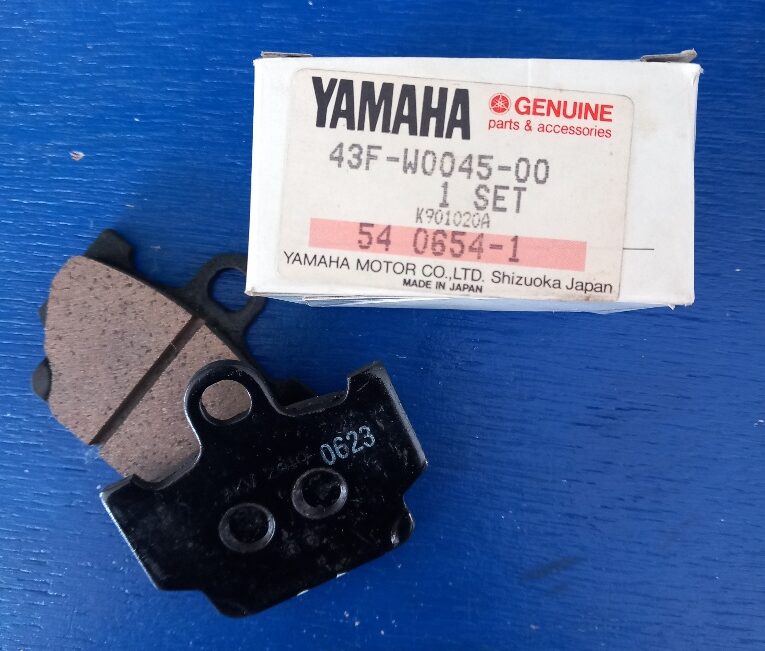 YAMAHA
GENUINE
parts & accessories
43F-W0045-00
1 SET
K901020A
54 0654-1
YAMAHA MOTOR CO.,LTD. Shizuoka Japan
MADE IN JAPAN
0623